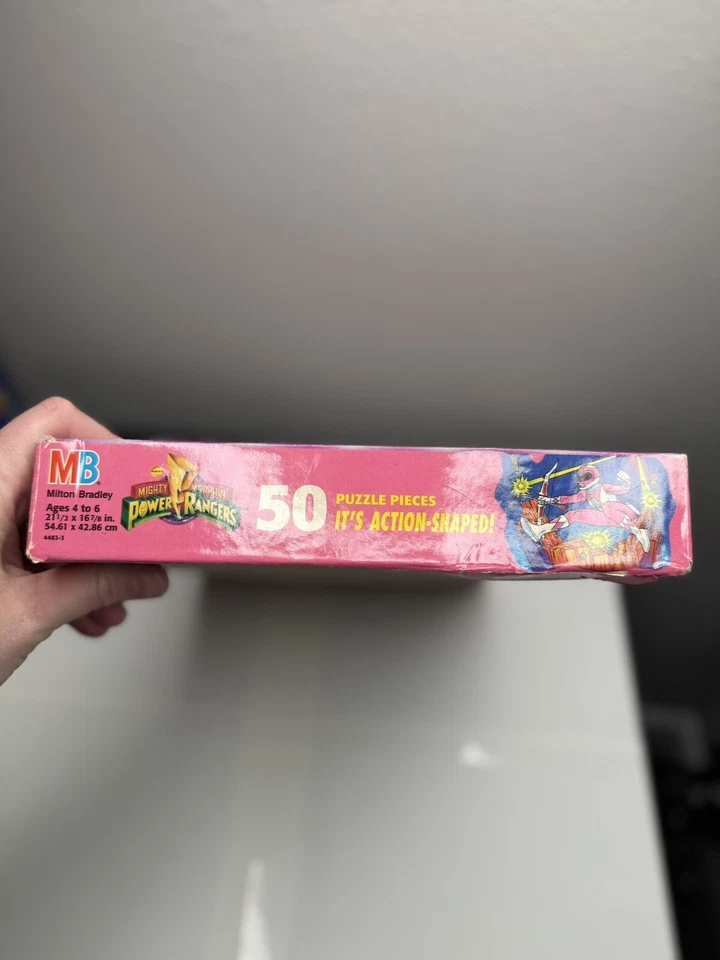 MB
Milton Bradley
Ages 4 to 6
21 1/2 x 16 7/8 in.
54.61 x 42.86 cm
4483-3
MIGHTY MORPHIN
POWER RANGERS
50
PUZZLE PIECES
IT'S ACTION-SHAPED!